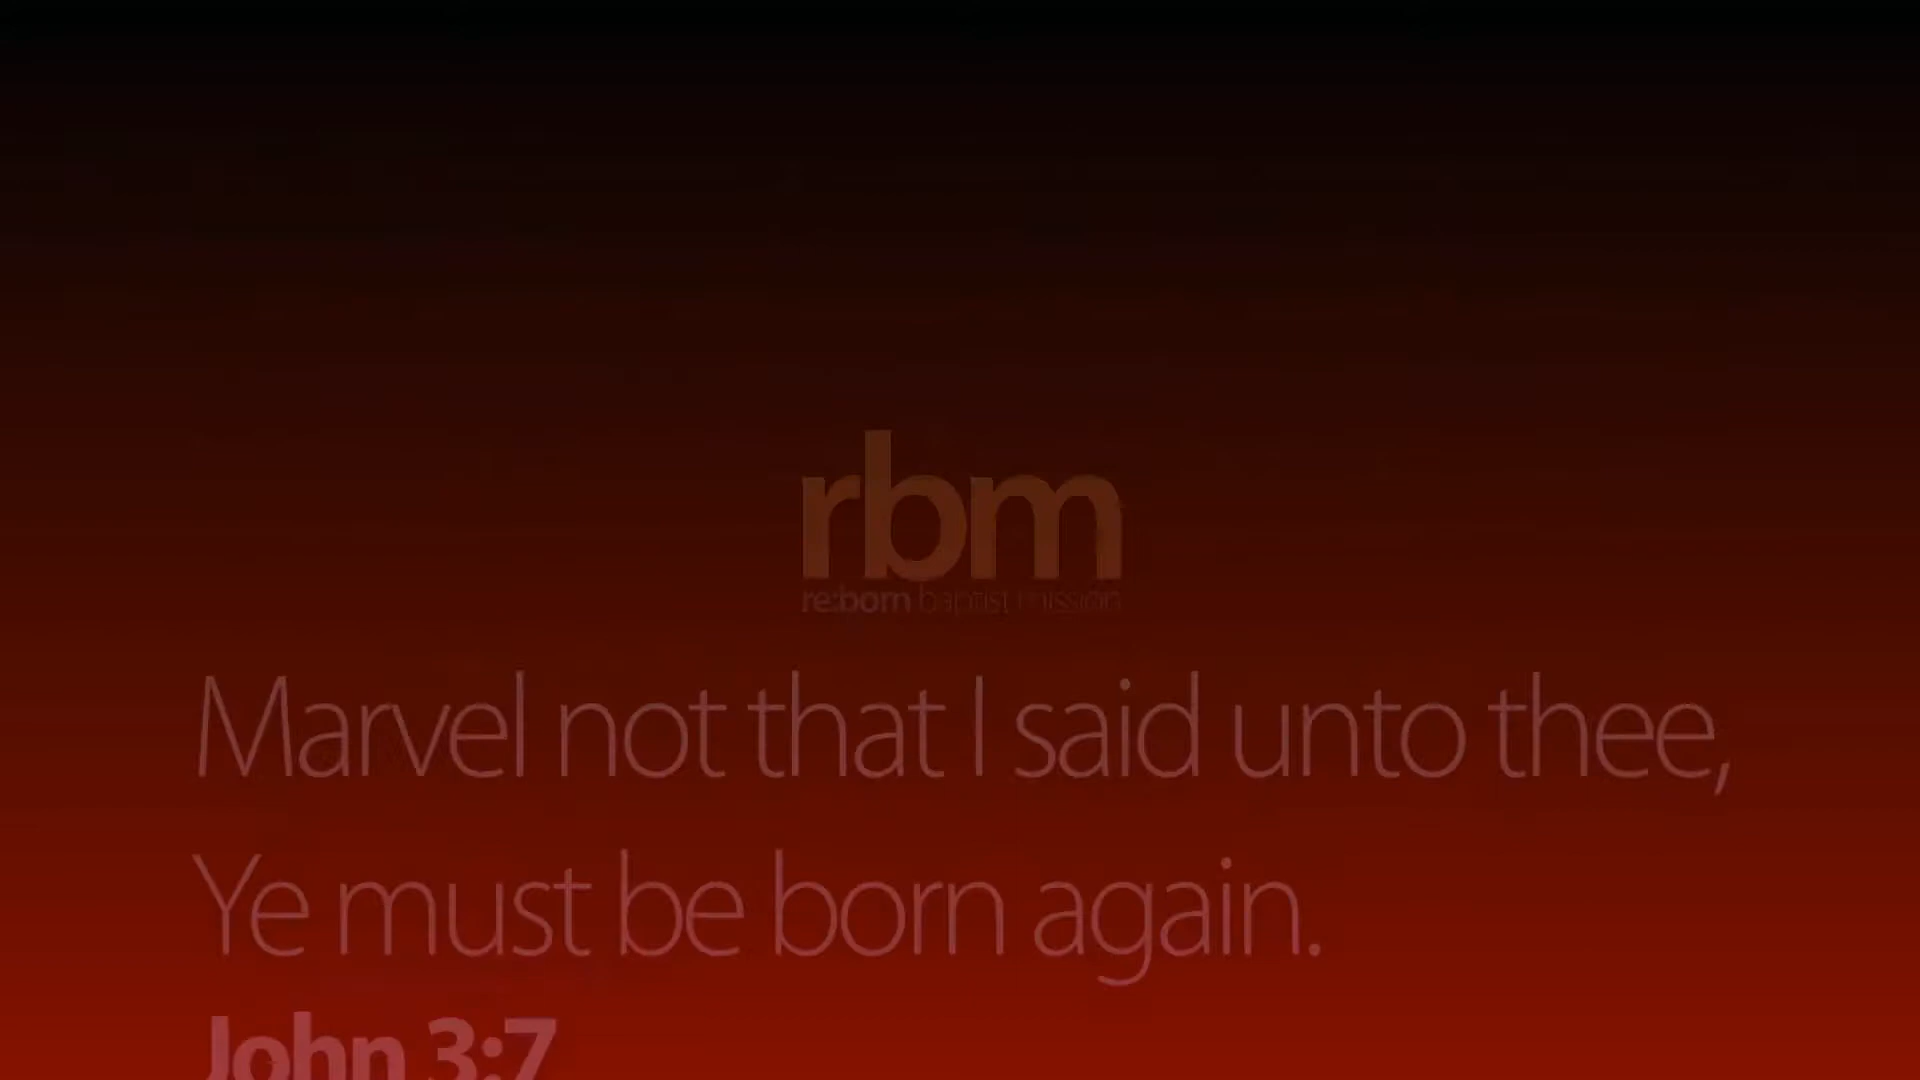 rbm
re:born baptist mission
Marvel not that I said unto thee,
Ye must be born again.
John 3:7